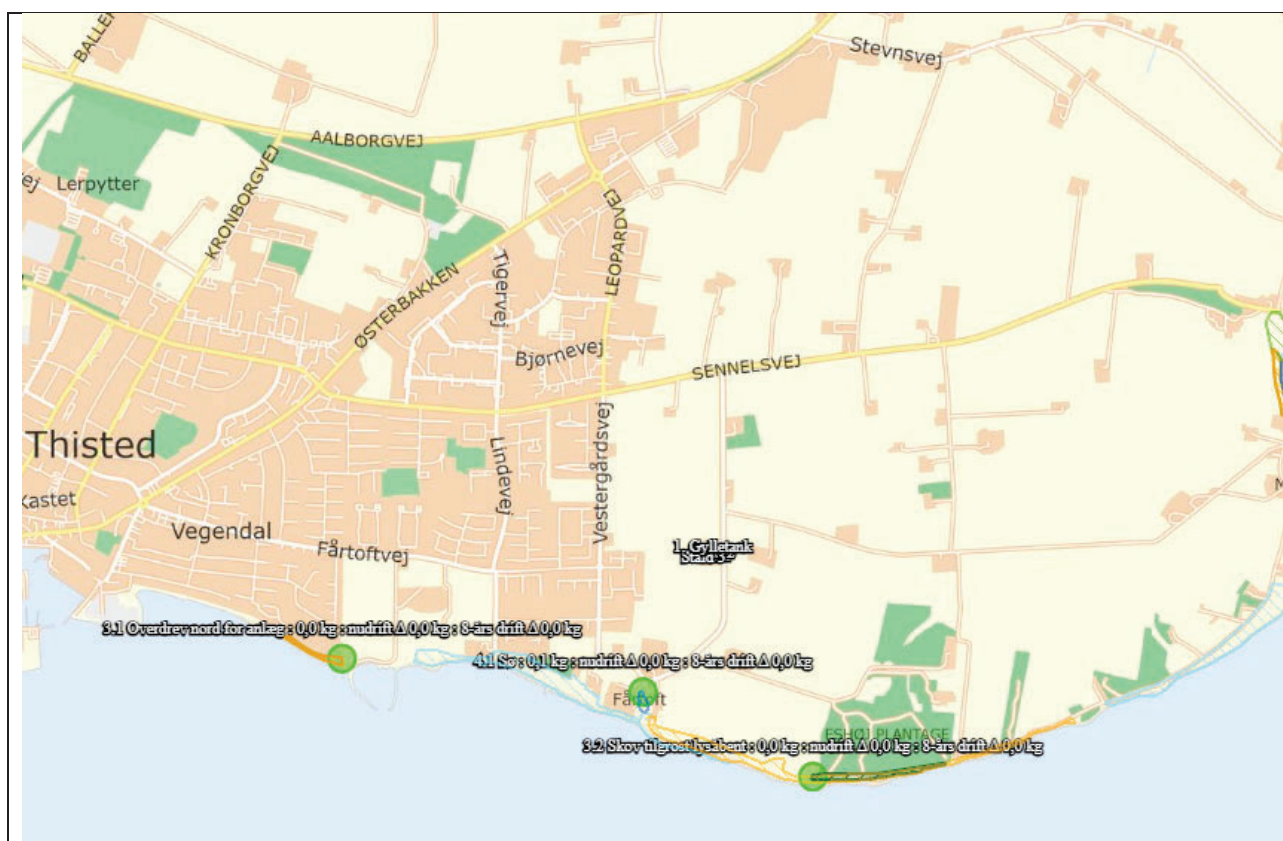 BALLER
Stevnsvej
AALBORGVEJ
Lerpytter
KRONBORGVEJ
LEOPARDVEJ
Tigervej
ØSTERBAKKEN
Bjørnevej
SENNELSVEJ
Thisted
Lindevej
Vestergårdsvej
Kastet
Vegendal
Fårtoftvej
1. Gylletank
Stald
3.1 Overdrev nord for anlæg : 0,0 kg : nudrift Δ 0,0 kg : 8-års drift Δ 0,0 kg
4.1 Sø : 0,1 kg : nudrift Δ 0,0 kg : 8-års drift Δ 0,0 kg
Fårtoft
ESHØJ PLANTAGE
3.2 Skov tilgrost lysåbent : 0,0 kg : nudrift Δ 0,0 kg : 8-års drift Δ 0,0 kg